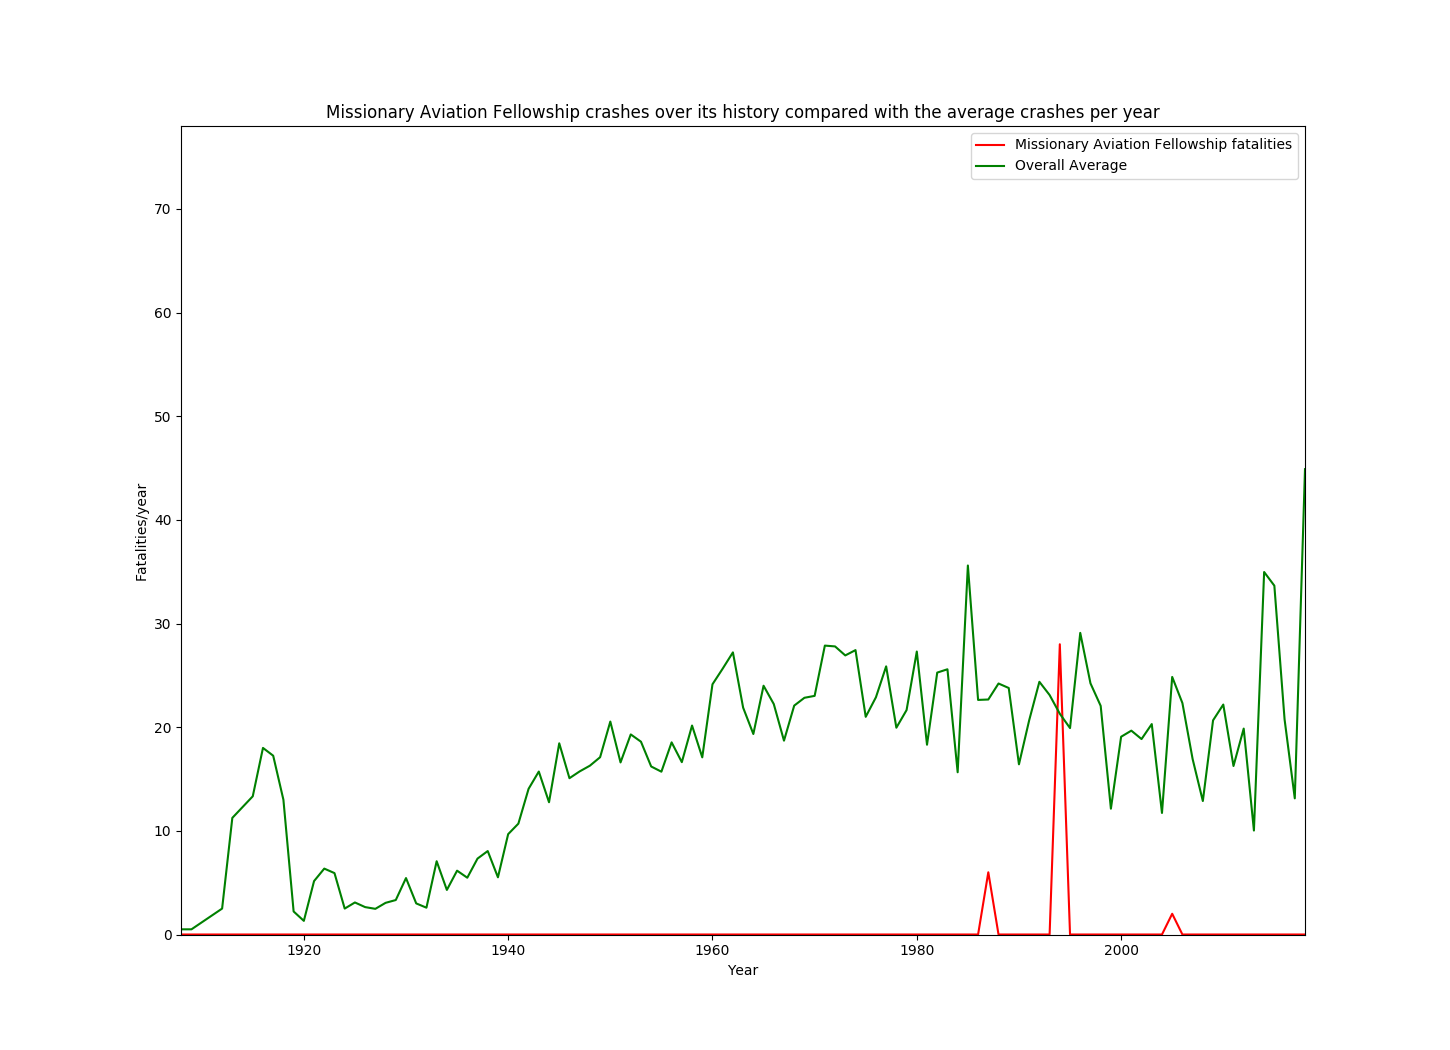 Missionary Aviation Fellowship crashes over its history compared with the average crashes per year
Missionary Aviation Fellowship fatalities
Overall Average
70
60
50
40
30
20
10
0
Fatalities/year
1920 1940 1960 1980 2000
Year